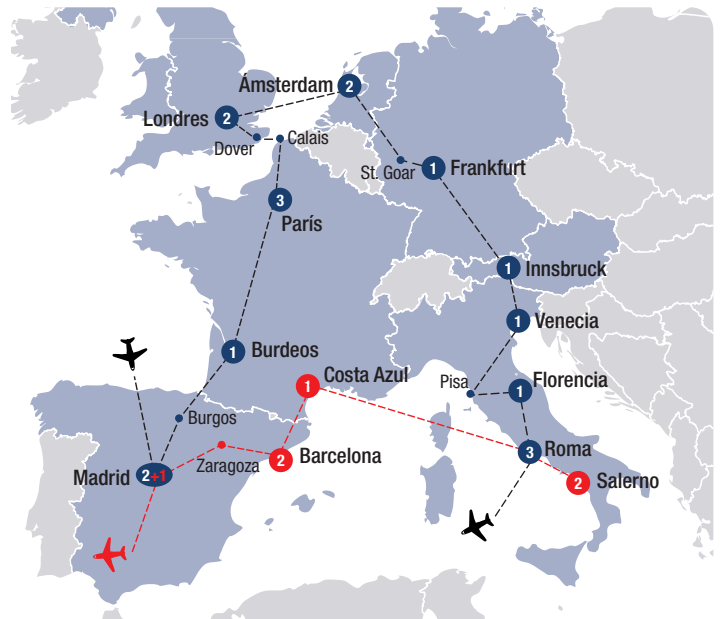 Ámsterdam
2
Londres
2
Dover
Calais
St. Goar
1
Frankfurt
3
París
1
Innsbruck
1
Venecia
1
Burdeos
Costa Azul
1
Pisa
Florencia
1
Burgos
Roma
3
Barcelona
2
Zaragoza
Madrid
2+1
2
Salerno